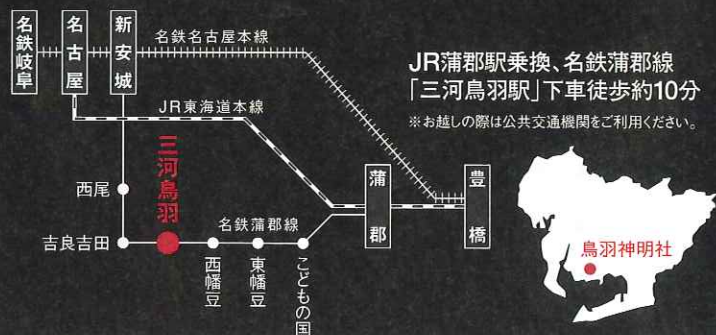 名鉄岐阜
名古屋
新安城
名鉄名古屋本線
JR東海道本線
JR蒲郡駅乗換、名鉄蒲郡線
「三河鳥羽駅」下車徒歩約10分
※お越しの際は公共交通機関をご利用ください。
三河鳥羽
西尾
蒲郡
豊橋
吉良吉田
名鉄蒲郡線
西幡豆
東幡豆
こどもの国
鳥羽神明社